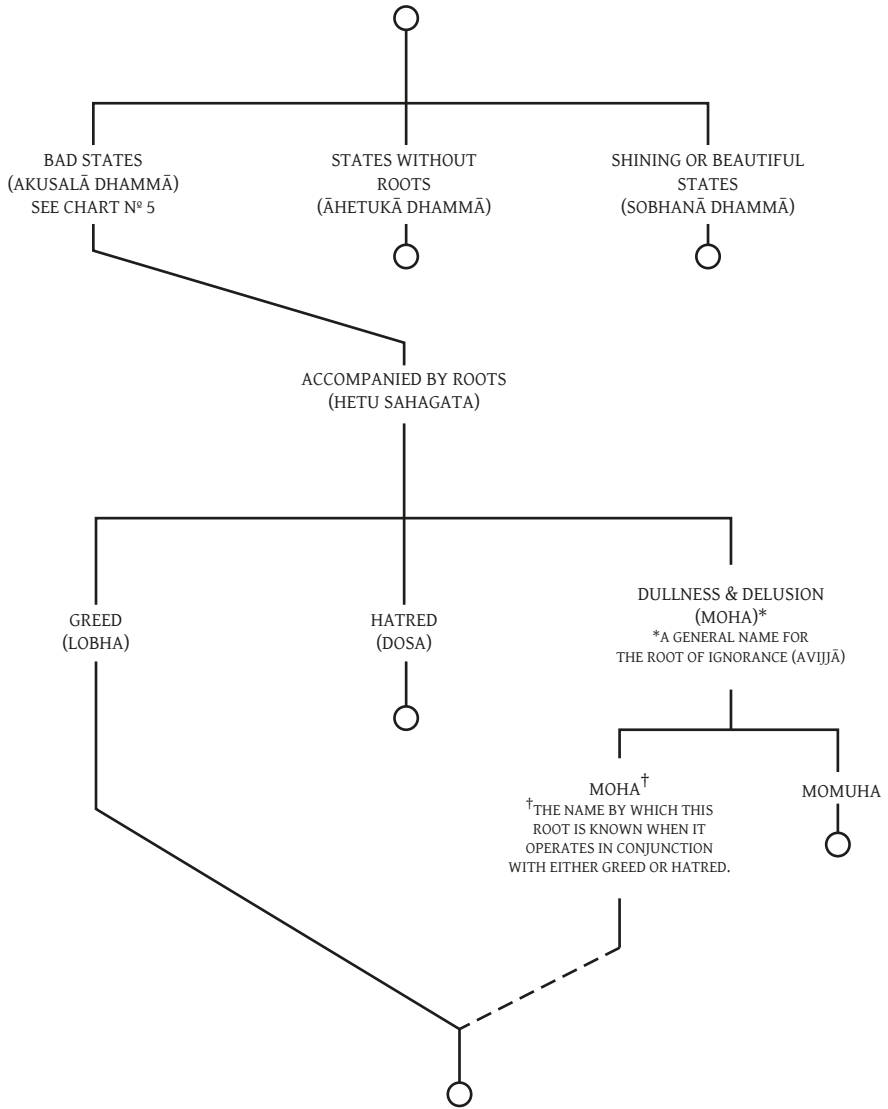 BAD STATES
(AKUSALĀ DHAMMĀ)
SEE CHART Nº 5
STATES WITHOUT
ROOTS
(ĀHETUKĀ DHAMMĀ)
SHINING OR BEAUTIFUL
STATES
(SOBHANĀ DHAMMĀ)
ACCOMPANIED BY ROOTS
(HETU SAHAGATA)
GREED
(LOBHA)
HATRED
(DOSA)
DULLNESS & DELUSION
(MOHA)*
*A GENERAL NAME FOR
THE ROOT OF IGNORANCE (AVIJJĀ)
MOHA†
†THE NAME BY WHICH THIS
ROOT IS KNOWN WHEN IT
OPERATES IN CONJUNCTION
WITH EITHER GREED OR HATRED.
MOMUHA